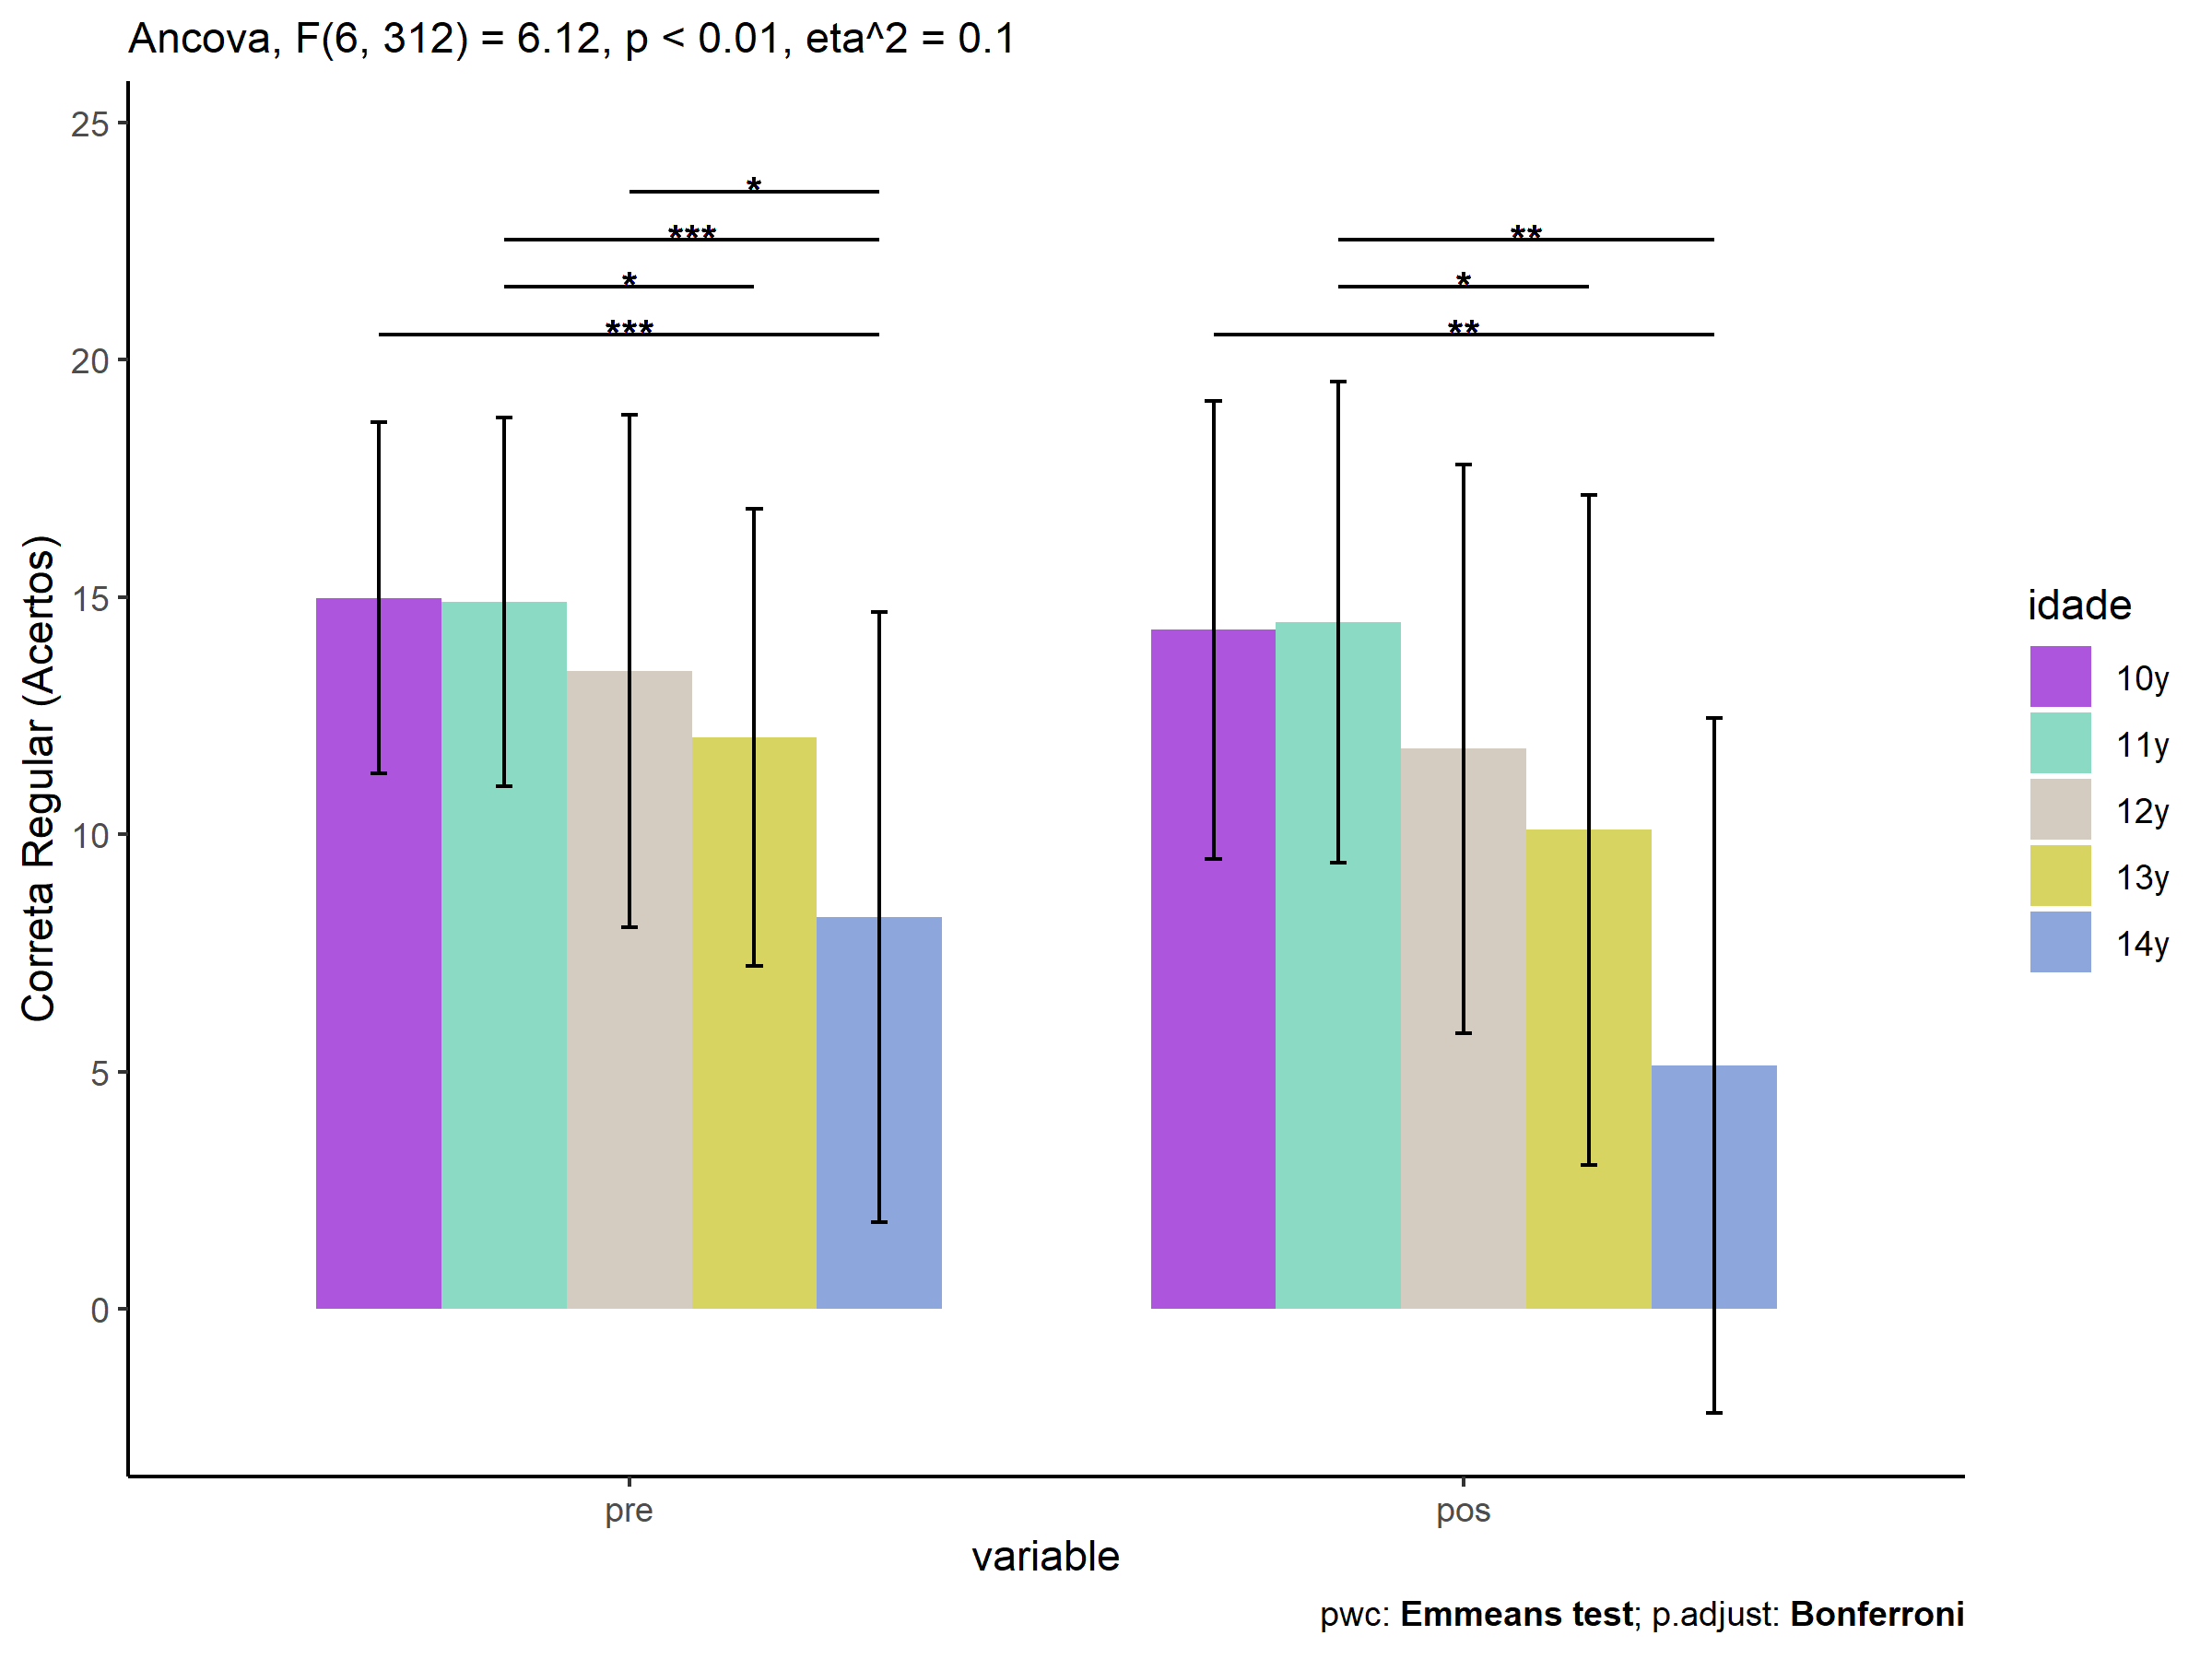 Ancova, F(6, 312) = 6.12, p < 0.01, eta^2 = 0.1
25
20
15
10
5
0
Correta Regular (Acertos)
*
***
*
***
**
*
**
pre
pos
variable
idade
10y
11y
12y
13y
14y
pwc: Emmeans test; p.adjust: Bonferroni